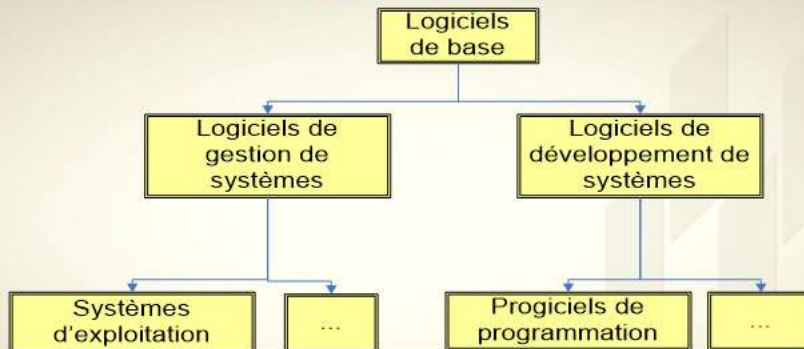 Logiciels
de base
Logiciels de
gestion de
systèmes
Logiciels de
développement de
systèmes
Systèmes
d'exploitation
...
Progiciels de
programmation
...